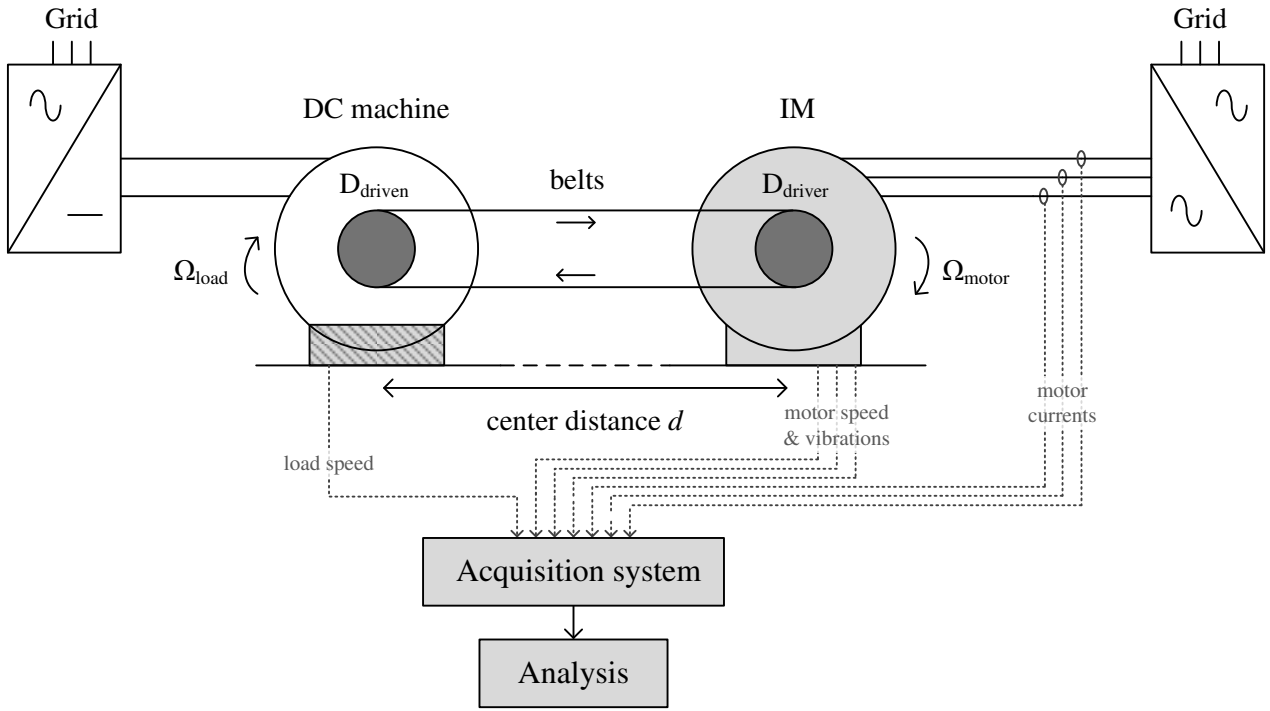 Grid
Grid
DC machine
IM
D_driven
belts
D_driver
Ω_load
Ω_motor
center distance d
motor speed
& vibrations
motor
currents
load speed
Acquisition system
Analysis